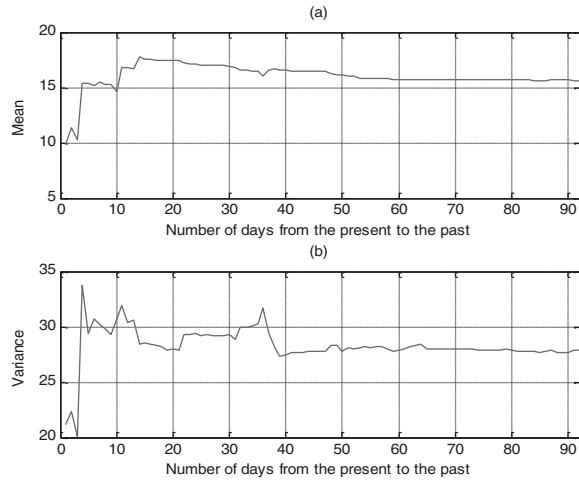 (a)
20
15
10
5
Mean
0 10 20 30 40 50 60 70 80 90
Number of days from the present to the past
(b)
35
30
25
20
Variance
0 10 20 30 40 50 60 70 80 90
Number of days from the present to the past